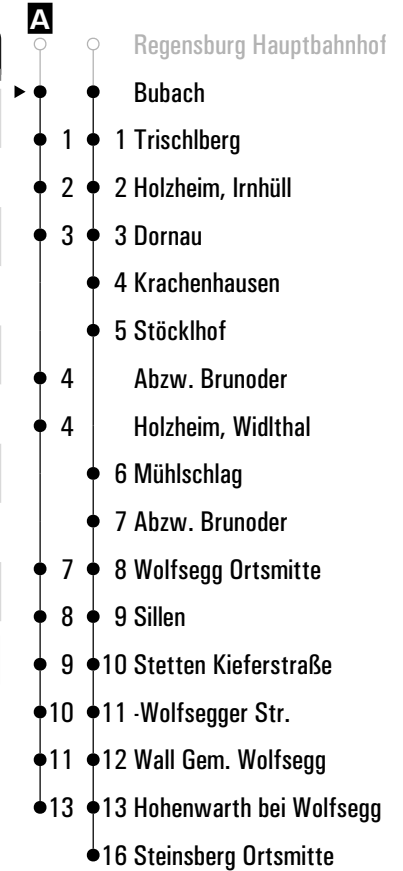 A
Regensburg Hauptbahnhof
Bubach
1 1 Trischlberg
2 2 Holzheim, Irnhüll
3 3 Dornau
4 Krachenhausen
5 Stöcklhof
4 Abzw. Brunoder
4 Holzheim, Widlthal
6 Mühlschlag
7 Abzw. Brunoder
7 8 Wolfsegg Ortsmitte
8 9 Sillen
9 10 Stetten Kieferstraße
10 11 -Wolfsegger Str.
11 12 Wall Gem. Wolfsegg
13 13 Hohenwarth bei Wolfsegg
16 Steinsberg Ortsmitte